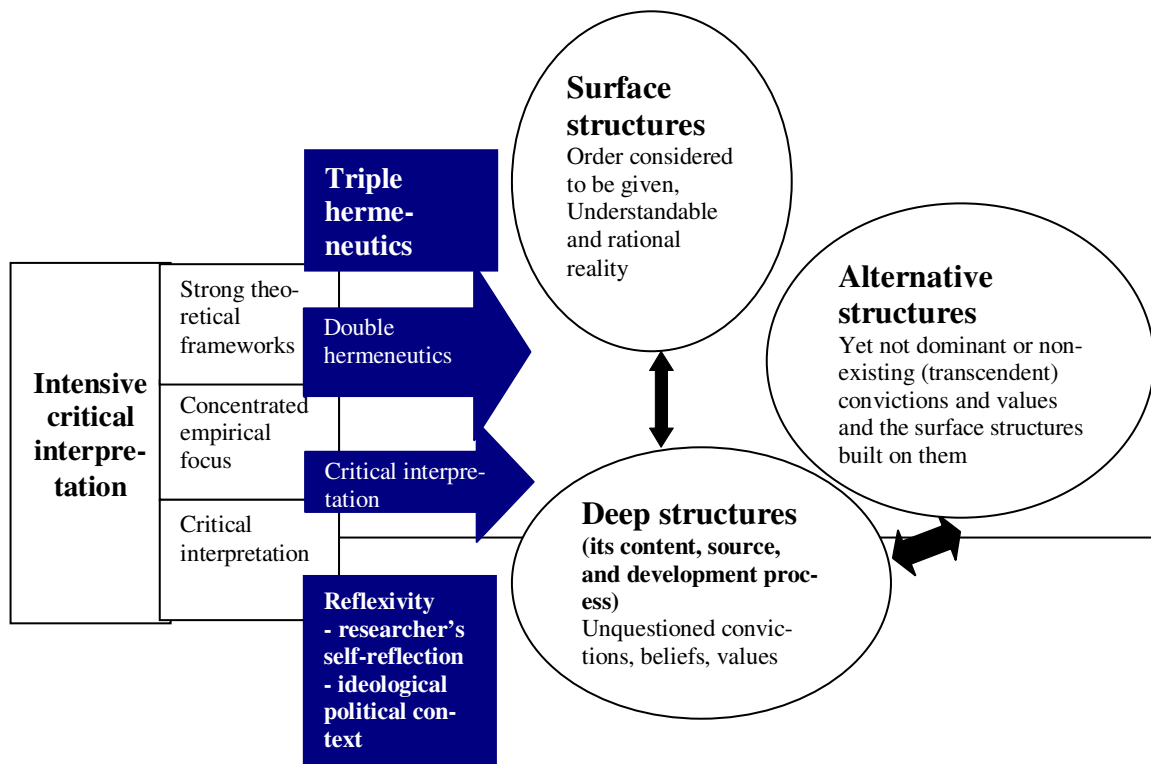 Intensive
critical
interpre-
tation
Strong theo-
retical
frameworks
Concentrated
empirical
focus
Critical
interpretation
Triple
herme-
neutics
Double
hermeneutics
Critical interpre-
tation
Reflexivity
- researcher's
self-reflection
- ideological
political con-
text
Surface
structures
Order considered
to be given,
Understandable
and rational
reality
Alternative
structures
Yet not dominant or non-
existing (transcendent)
convictions and values
and the surface structures
built on them
Deep structures
(its content, source,
and development proc-
ess)
Unquestioned convic-
tions, beliefs, values